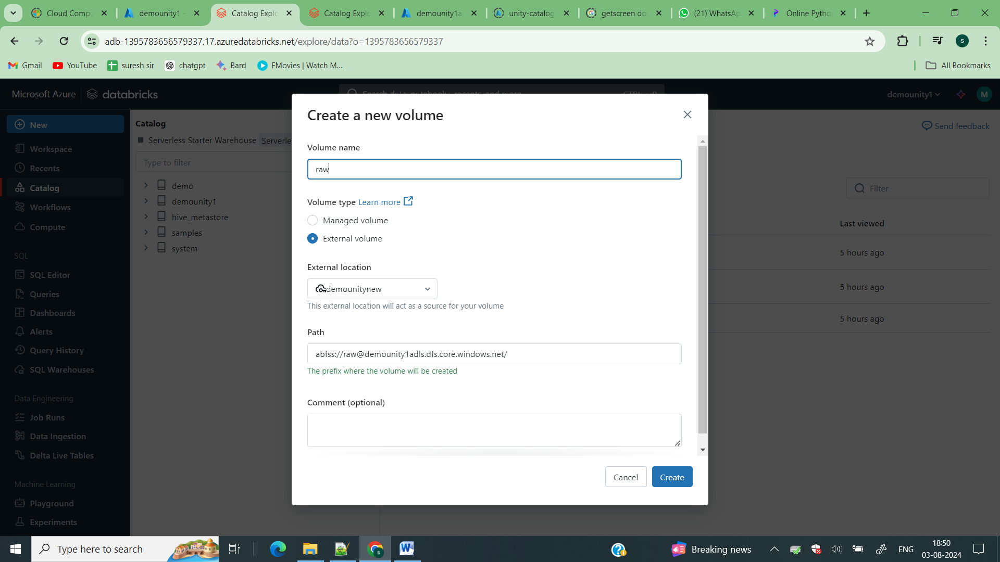 Cloud Compu
demounity1 -
Catalog Explo
Catalog Explo
demounity1a
unity-catalog
getscreen do
(21) WhatsAp
Online Pytho
adb-1395783656579337.17.azuredatabricks.net/explore/data?o=1395783656579337
s
Gmail
YouTube
suresh sir
chatgpt
Bard
FMovies | Watch M...
All Bookmarks
Microsoft Azure
databricks
Search data, notebooks, recents, and more...
CTRL + P
demounity1
M
New
Workspace
Recents
Catalog
Workflows
Compute
SQL
SQL Editor
Queries
Dashboards
Alerts
Query History
SQL Warehouses
Data Engineering
Job Runs
Data Ingestion
Delta Live Tables
Machine Learning
Playground
Experiments
Catalog
Serverless Starter Warehouse
Serverle
Type to filter
demo
demounity1
hive_metastore
samples
system
Create a new volume
Volume name
raw
Volume type Learn more
Managed volume
External volume
External location
demounitynew
This external location will act as a source for your volume
Path
abfss://raw@demounity1adls.dfs.core.windows.net/
The prefix where the volume will be created
Comment (optional)
Cancel
Create
Send feedback
Filter
Last viewed
5 hours ago
5 hours ago
5 hours ago
Type here to search
Breaking news
ENG
18:50
03-08-2024